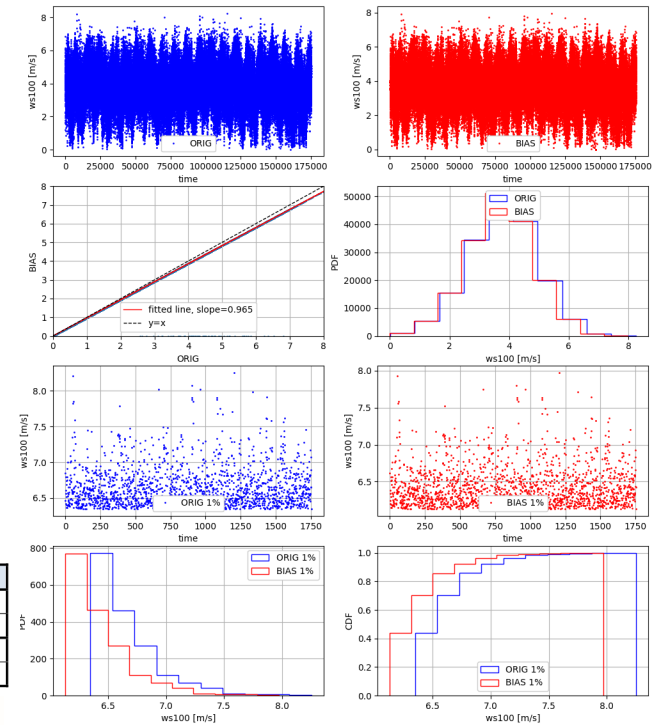 8
6
4
2
0
ws100 [m/s]
ORIG
0 25000 50000 75000 100000 125000 150000 175000
time
8
6
4
2
0
ws100 [m/s]
BIAS
0 25000 50000 75000 100000 125000 150000 175000
time
8
7
6
5
4
3
2
1
0
BIAS
fitted line, slope=0.965
y=x
0 1 2 3 4 5 6 7 8
ORIG
50000
40000
30000
20000
10000
0
PDF
ORIG
BIAS
0 2 4 6 8
ws100 [m/s]
8.0
7.5
7.0
6.5
ws100 [m/s]
ORIG 1%
0 250 500 750 1000 1250 1500 1750
time
8.0
7.5
7.0
6.5
ws100 [m/s]
BIAS 1%
0 250 500 750 1000 1250 1500 1750
time
800
600
400
200
0
PDF
ORIG 1%
BIAS 1%
6.5 7.0 7.5 8.0
ws100 [m/s]
1.0
0.8
0.6
0.4
0.2
0.0
CDF
ORIG 1%
BIAS 1%
6.5 7.0 7.5 8.0
ws100 [m/s]